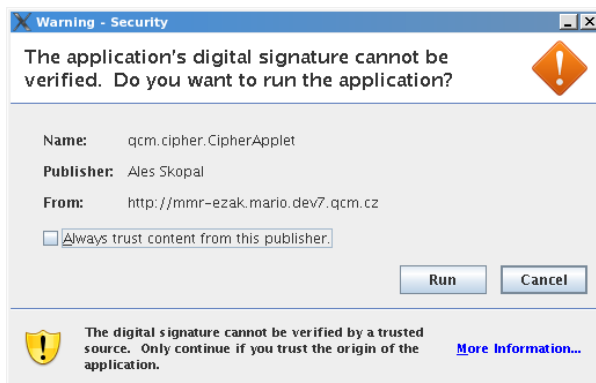 Warning - Security
The application's digital signature cannot be
verified. Do you want to run the application?
Name: qcm.cipher.CipherApplet
Publisher: Ales Skopal
From: http://mmr-ezak.mario.dev7.qcm.cz
Always trust content from this publisher.
Run Cancel
The digital signature cannot be verified by a trusted
source. Only continue if you trust the origin of the
application.
More Information...